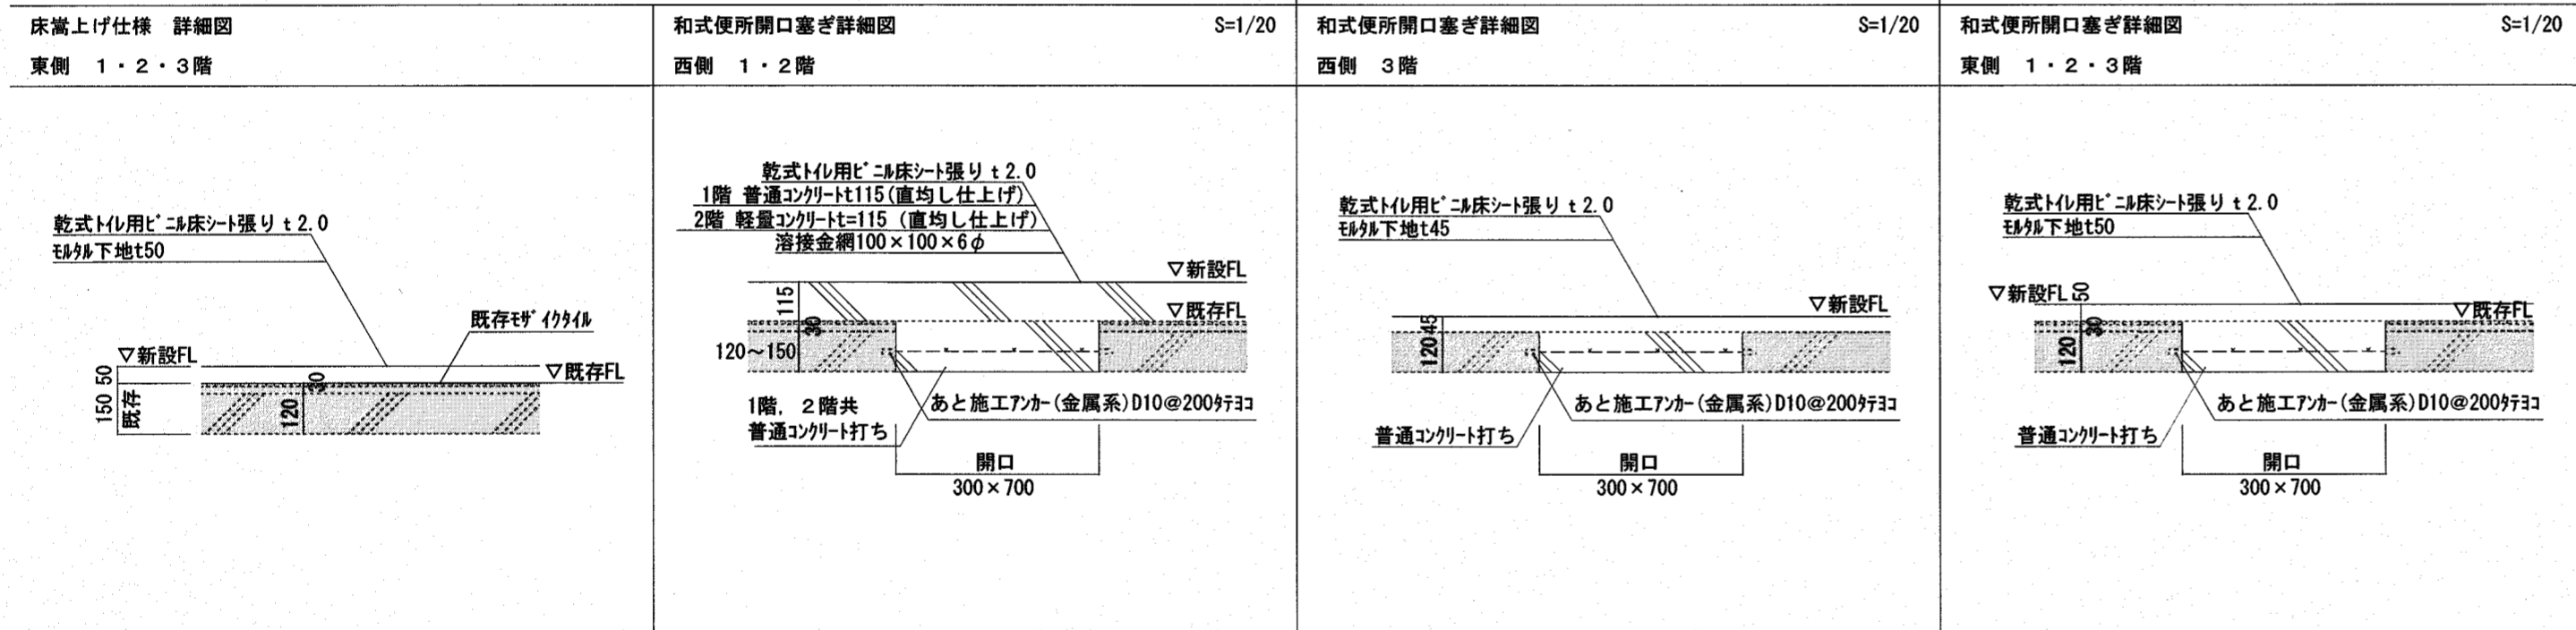 床嵩上げ仕様　詳細図
東側　１・２・３階
乾式ﾄｲﾚ用ﾋﾞﾆﾙ床ｼｰﾄ張り t2.0
ﾓﾙﾀﾙ下地t50
既存ﾓｻﾞｲｸﾀｲﾙ
▽新設FL
▽既存FL
50
150
既存
30
120
和式便所開口塞ぎ詳細図 S=1/20
西側　１・２階
乾式ﾄｲﾚ用ﾋﾞﾆﾙ床ｼｰﾄ張り t2.0
1階 普通ｺﾝｸﾘｰﾄt115(直均し仕上げ)
2階 軽量ｺﾝｸﾘｰﾄt=115 (直均し仕上げ)
溶接金網100×100×6φ
▽新設FL
115
▽既存FL
30
120～150
1階, ２階共
普通ｺﾝｸﾘｰﾄ打ち
あと施工ｱﾝｶｰ(金属系)D10@200ﾀﾃﾖｺ
開口
300×700
和式便所開口塞ぎ詳細図 S=1/20
西側　３階
乾式ﾄｲﾚ用ﾋﾞﾆﾙ床ｼｰﾄ張り t2.0
ﾓﾙﾀﾙ下地t45
▽新設FL
45
120
あと施工ｱﾝｶｰ(金属系)D10@200ﾀﾃﾖｺ
普通ｺﾝｸﾘｰﾄ打ち
開口
300×700
和式便所開口塞ぎ詳細図 S=1/20
東側　１・２・３階
乾式ﾄｲﾚ用ﾋﾞﾆﾙ床ｼｰﾄ張り t2.0
ﾓﾙﾀﾙ下地t50
▽新設FL
50
▽既存FL
30
120
あと施工ｱﾝｶｰ(金属系)D10@200ﾀﾃﾖｺ
普通ｺﾝｸﾘｰﾄ打ち
開口
300×700